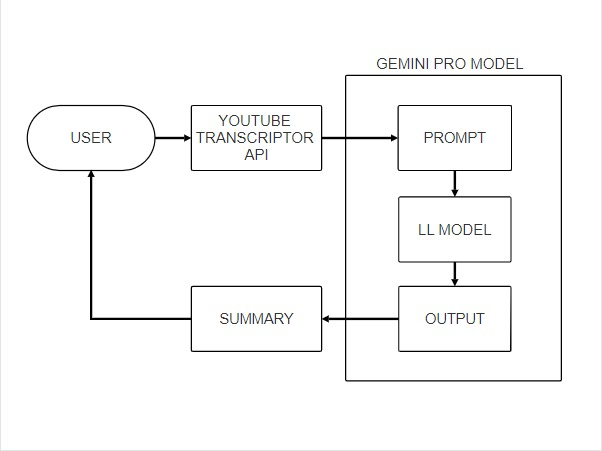 GEMINI PRO MODEL
USER
YOUTUBE
TRANSCRIPTOR
API
PROMPT
LL MODEL
OUTPUT
SUMMARY